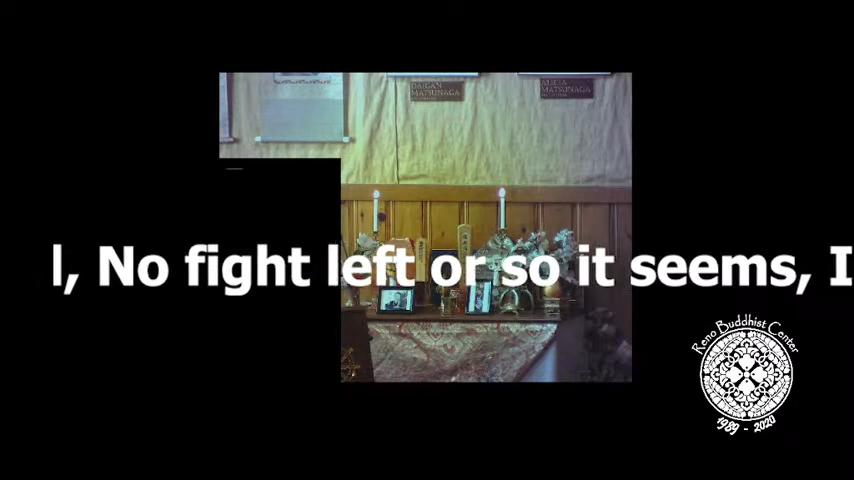 DAIGAN
MATSUNAGA
ALICIA
MATSUNAGA
l, No fight left or so it seems, I
Reno Buddhist Center
1989 - 2020